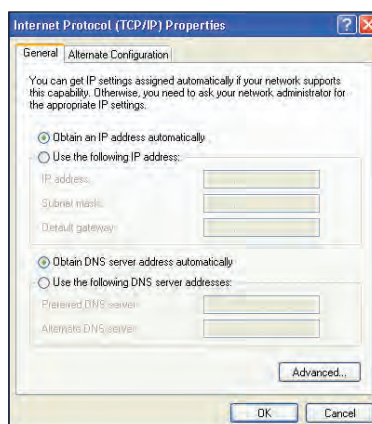 Internet Protocol (TCP/IP) Properties
General Alternate Configuration
You can get IP settings assigned automatically if your network supports
this capability. Otherwise, you need to ask your network administrator for
the appropriate IP settings.
Obtain an IP address automatically
Use the following IP address:
IP address:
Subnet mask:
Default gateway:
Obtain DNS server address automatically
Use the following DNS server addresses:
Preferred DNS server:
Alternate DNS server:
Advanced...
OK Cancel